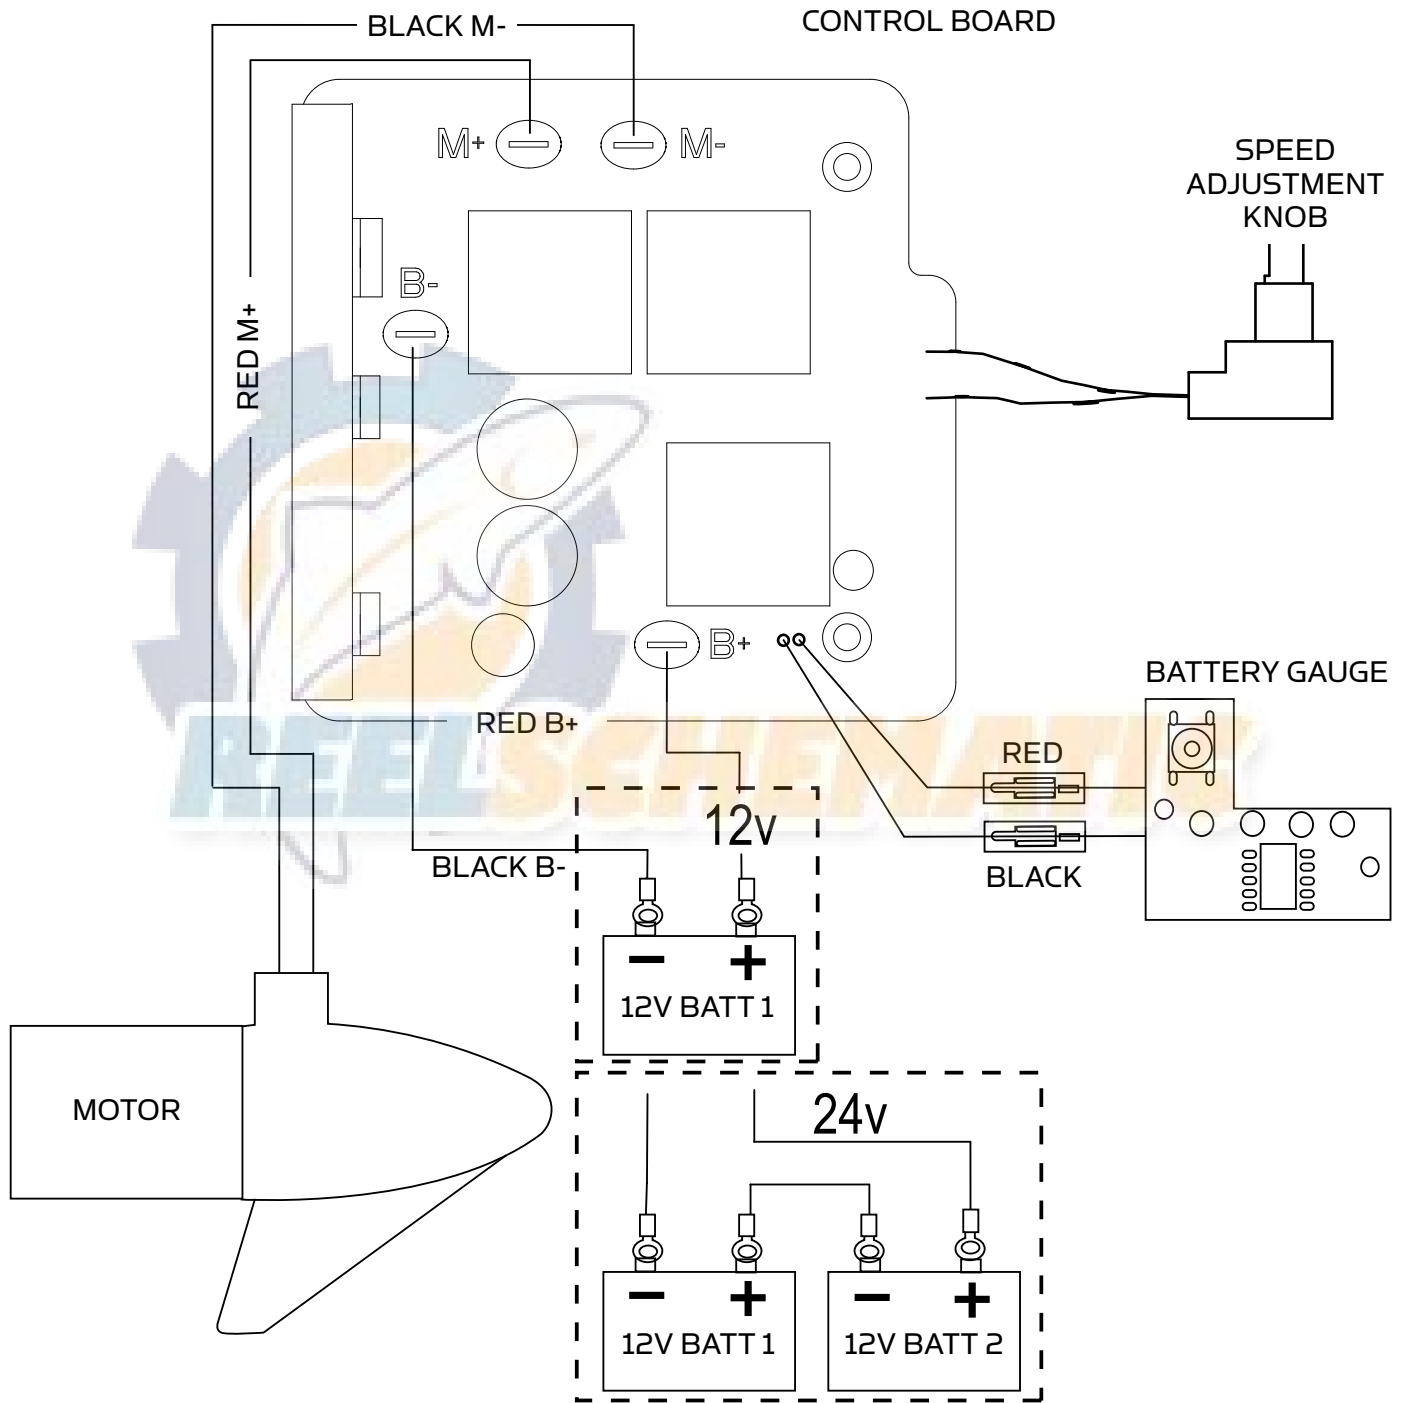 BLACK M-
CONTROL BOARD
M+
M-
SPEED
ADJUSTMENT
KNOB
B-
RED M+
B+
BATTERY GAUGE
RED B+
REELSCHEMATIC
RED
12v
BLACK B-
BLACK
− +
12V BATT 1
MOTOR
24v
− +
12V BATT 1
− +
12V BATT 2